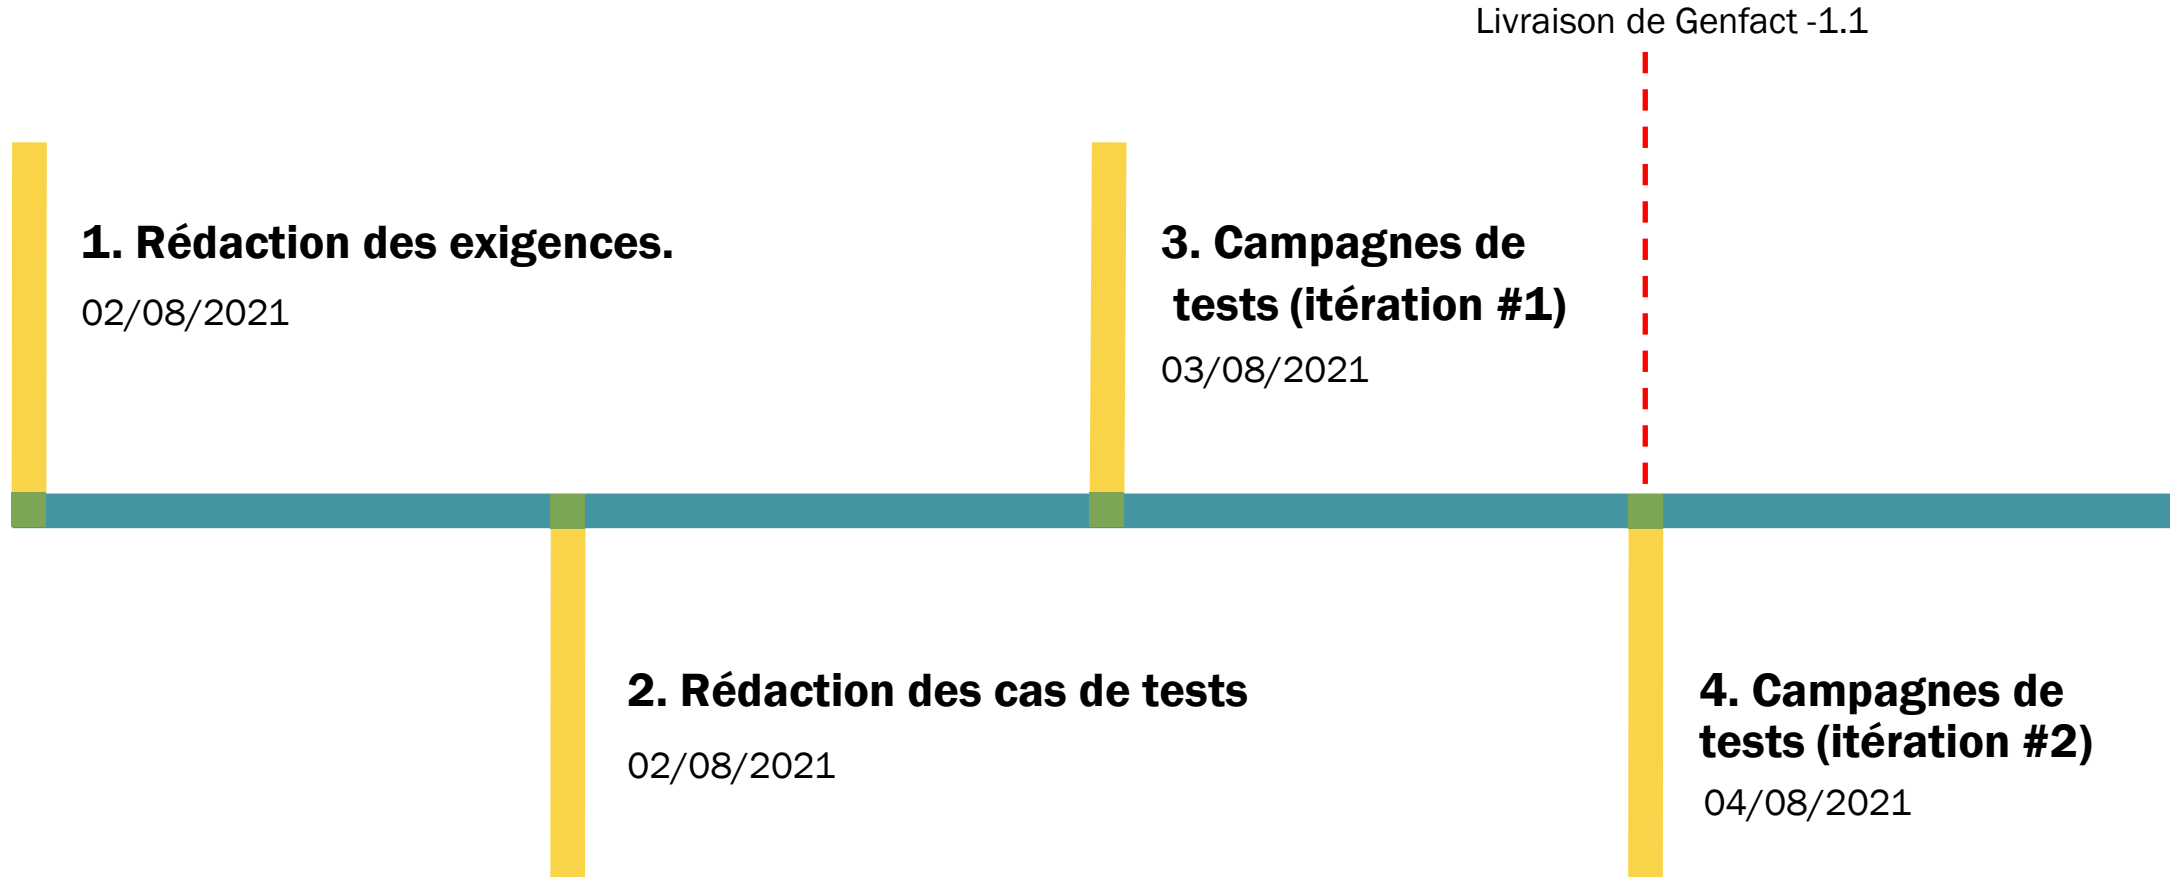 Livraison de Genfact -1.1
1. Rédaction des exigences.
02/08/2021
3. Campagnes de
tests (itération #1)
03/08/2021
2. Rédaction des cas de tests
02/08/2021
4. Campagnes de
tests (itération #2)
04/08/2021